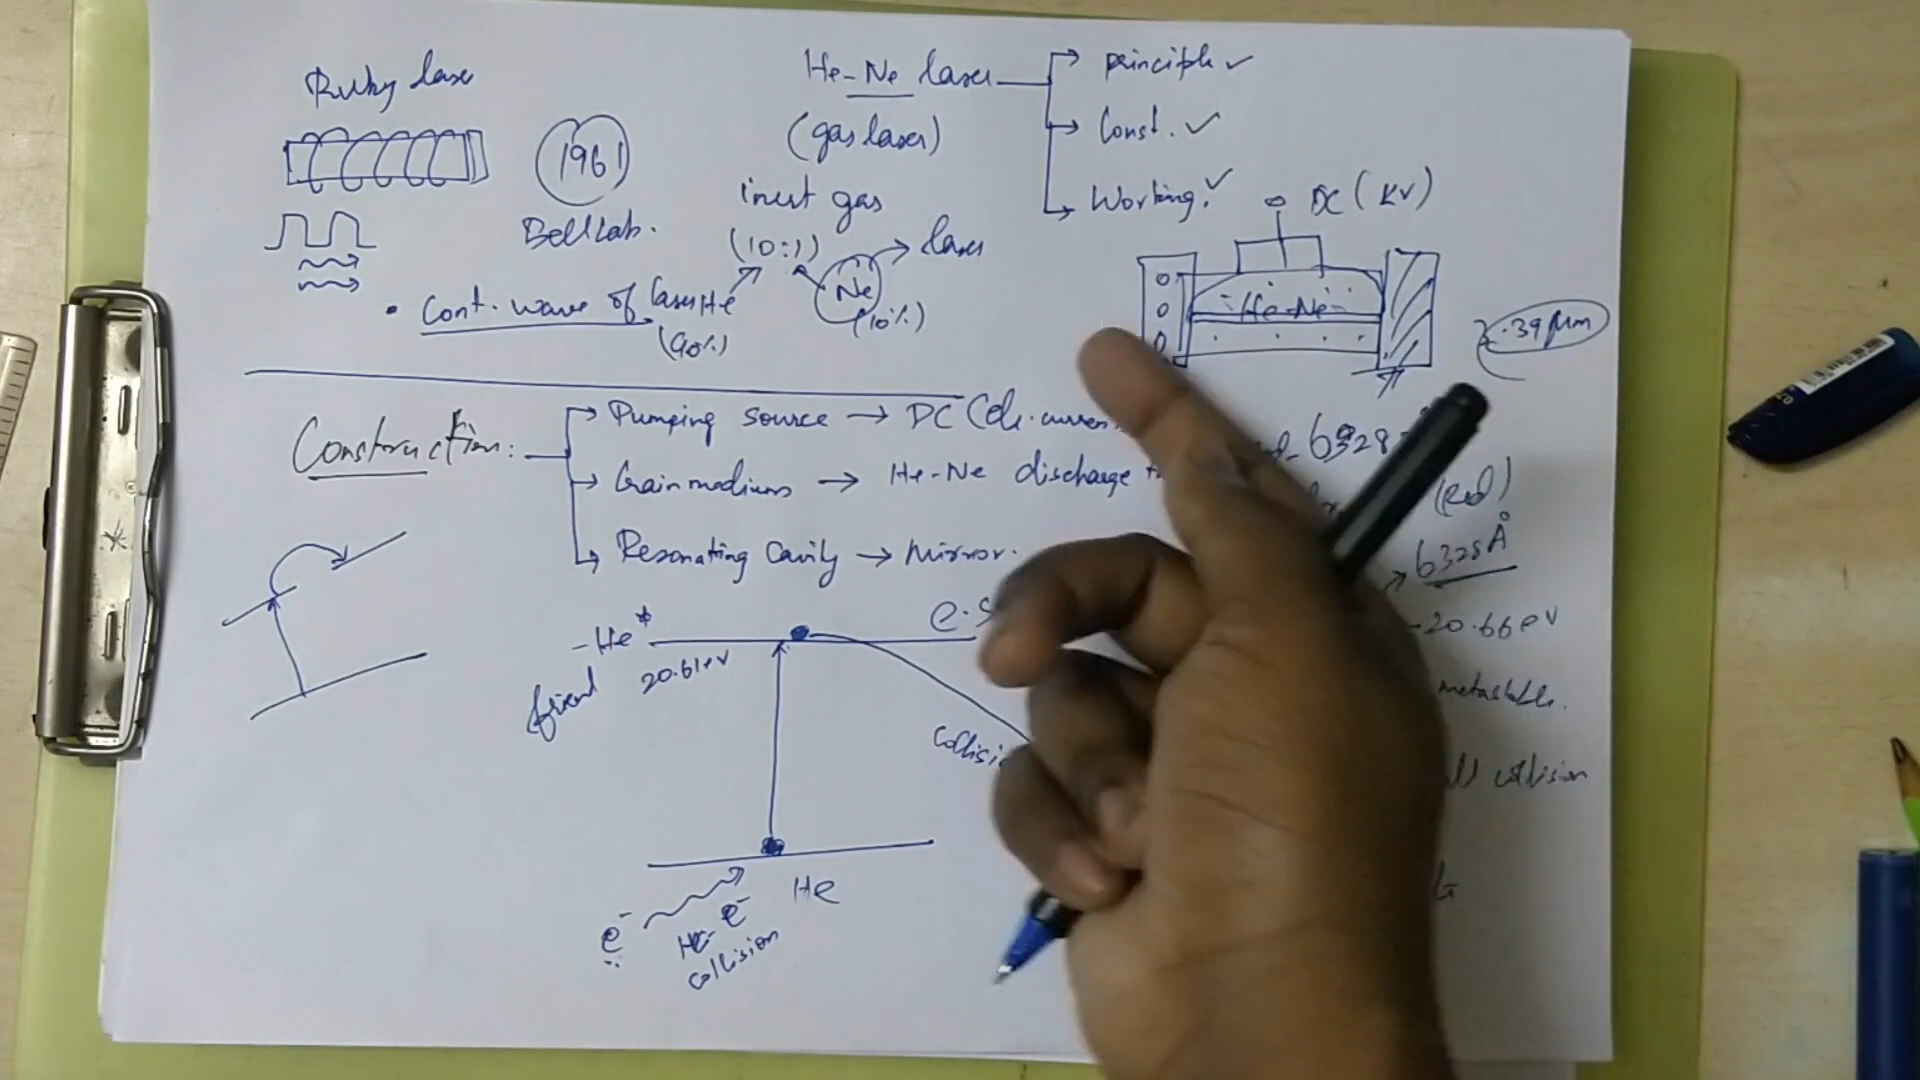 Ruby laser
He-Ne laser
principle ✓
(gas laser)
Const. ✓
Working. ✓
1961
Bell Lab.
inert gas
(10:1)
laser
DC (KV)
• Cont. wave of laser
He
(90%)
Ne
(10%)
He-Ne
.39 μm
Construction:
Pumping source → DC
Gain medium → He-Ne discharge
Resonating Cavity → Mirror.
6328
(Red)
6328 Å
-He*
20.61 ev
e.s
20.66 ev
friend
metastable.
collision
He
e-
He- e-
collision